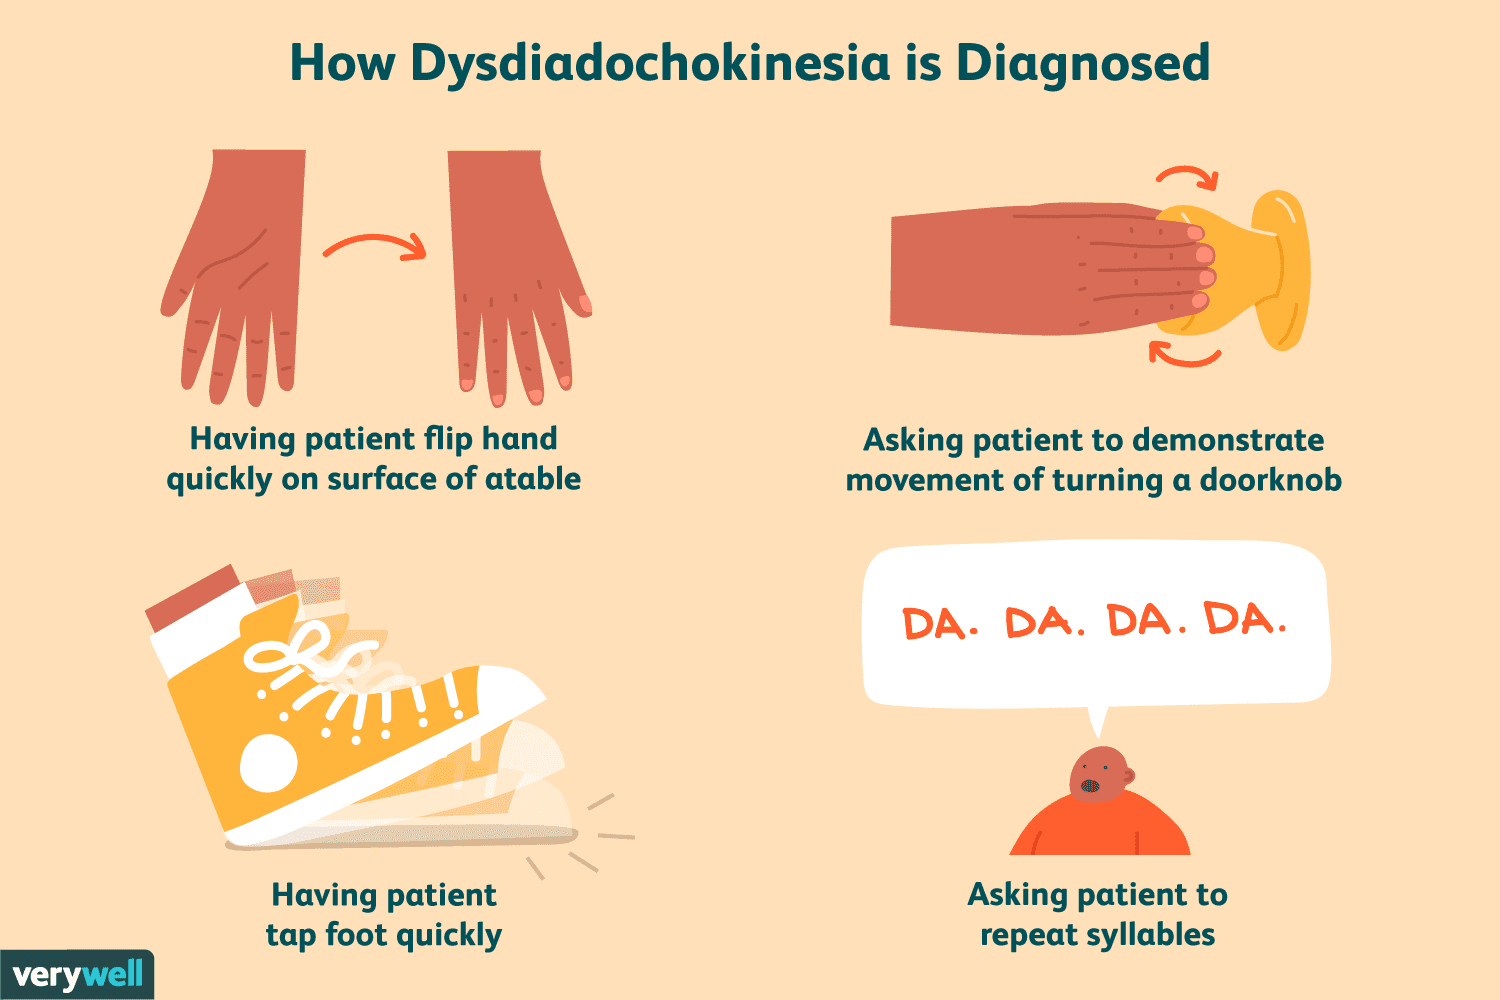 How Dysdiadochokinesia is Diagnosed
Having patient flip hand
quickly on surface of atable
Asking patient to demonstrate
movement of turning a doorknob
DA. DA. DA. DA.
Having patient
tap foot quickly
Asking patient to
repeat syllables
verywell